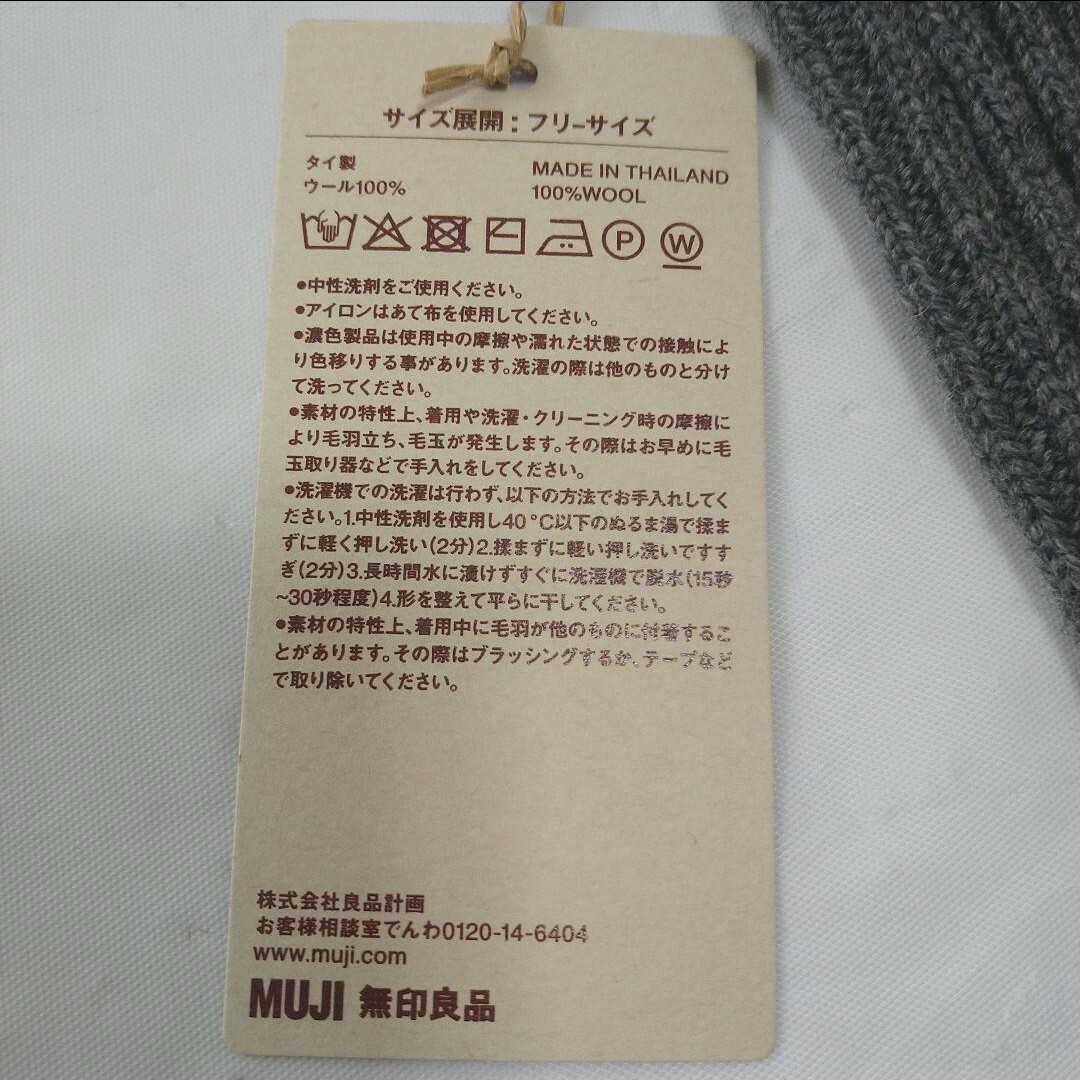 サイズ展開：フリーサイズ
タイ製
ウール100%
MADE IN THAILAND
100%WOOL
P W
●中性洗剤をご使用ください。
●アイロンはあて布を使用してください。
●濃色製品は使用中の摩擦や濡れた状態での接触によ
り色移りする事があります。洗濯の際は他のものと分け
て洗ってください。
●素材の特性上、着用や洗濯・クリーニング時の摩擦に
より毛羽立ち、毛玉が発生します。その際はお早めに毛
玉取り器などで手入れをしてください。
●洗濯機での洗濯は行わず、以下の方法でお手入れしてく
ださい。1.中性洗剤を使用し40℃以下のぬるま湯で揉ま
ずに軽く押し洗い(2分)2.揉まずに軽い押し洗いですす
ぎ(2分)3.長時間水に漬けずすぐに洗濯機で脱水(15秒
~30秒程度)4.形を整えて平らに干してください。
●素材の特性上、着用中に毛羽が他のものに付着するこ
とがあります。その際はブラッシングするか、テープなど
で取り除いてください。
株式会社良品計画
お客様相談室でんわ0120-14-6404
www.muji.com
MUJI 無印良品